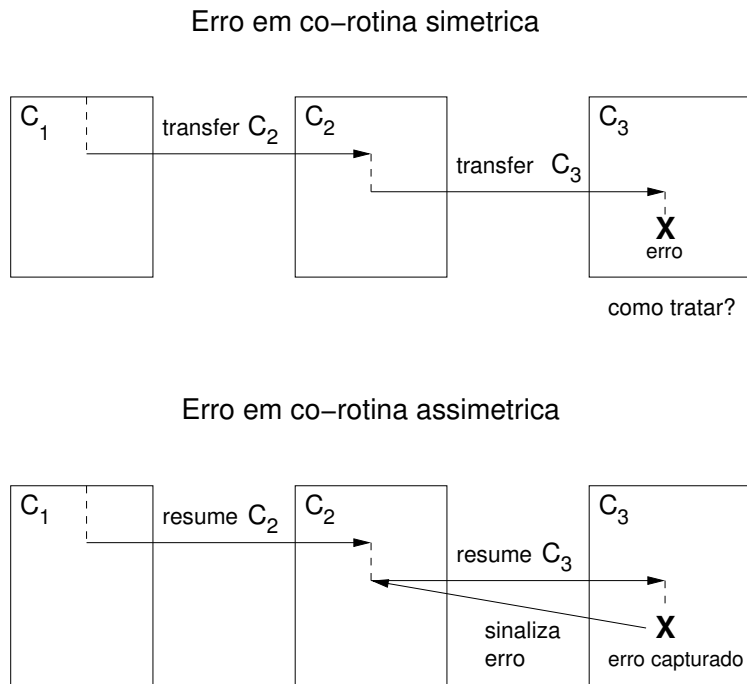 Erro em co−rotina simetrica
C1
transfer C2
C2
transfer C3
C3
X
erro
como tratar?
Erro em co−rotina assimetrica
C1
resume C2
C2
resume C3
C3
sinaliza
erro
X
erro capturado